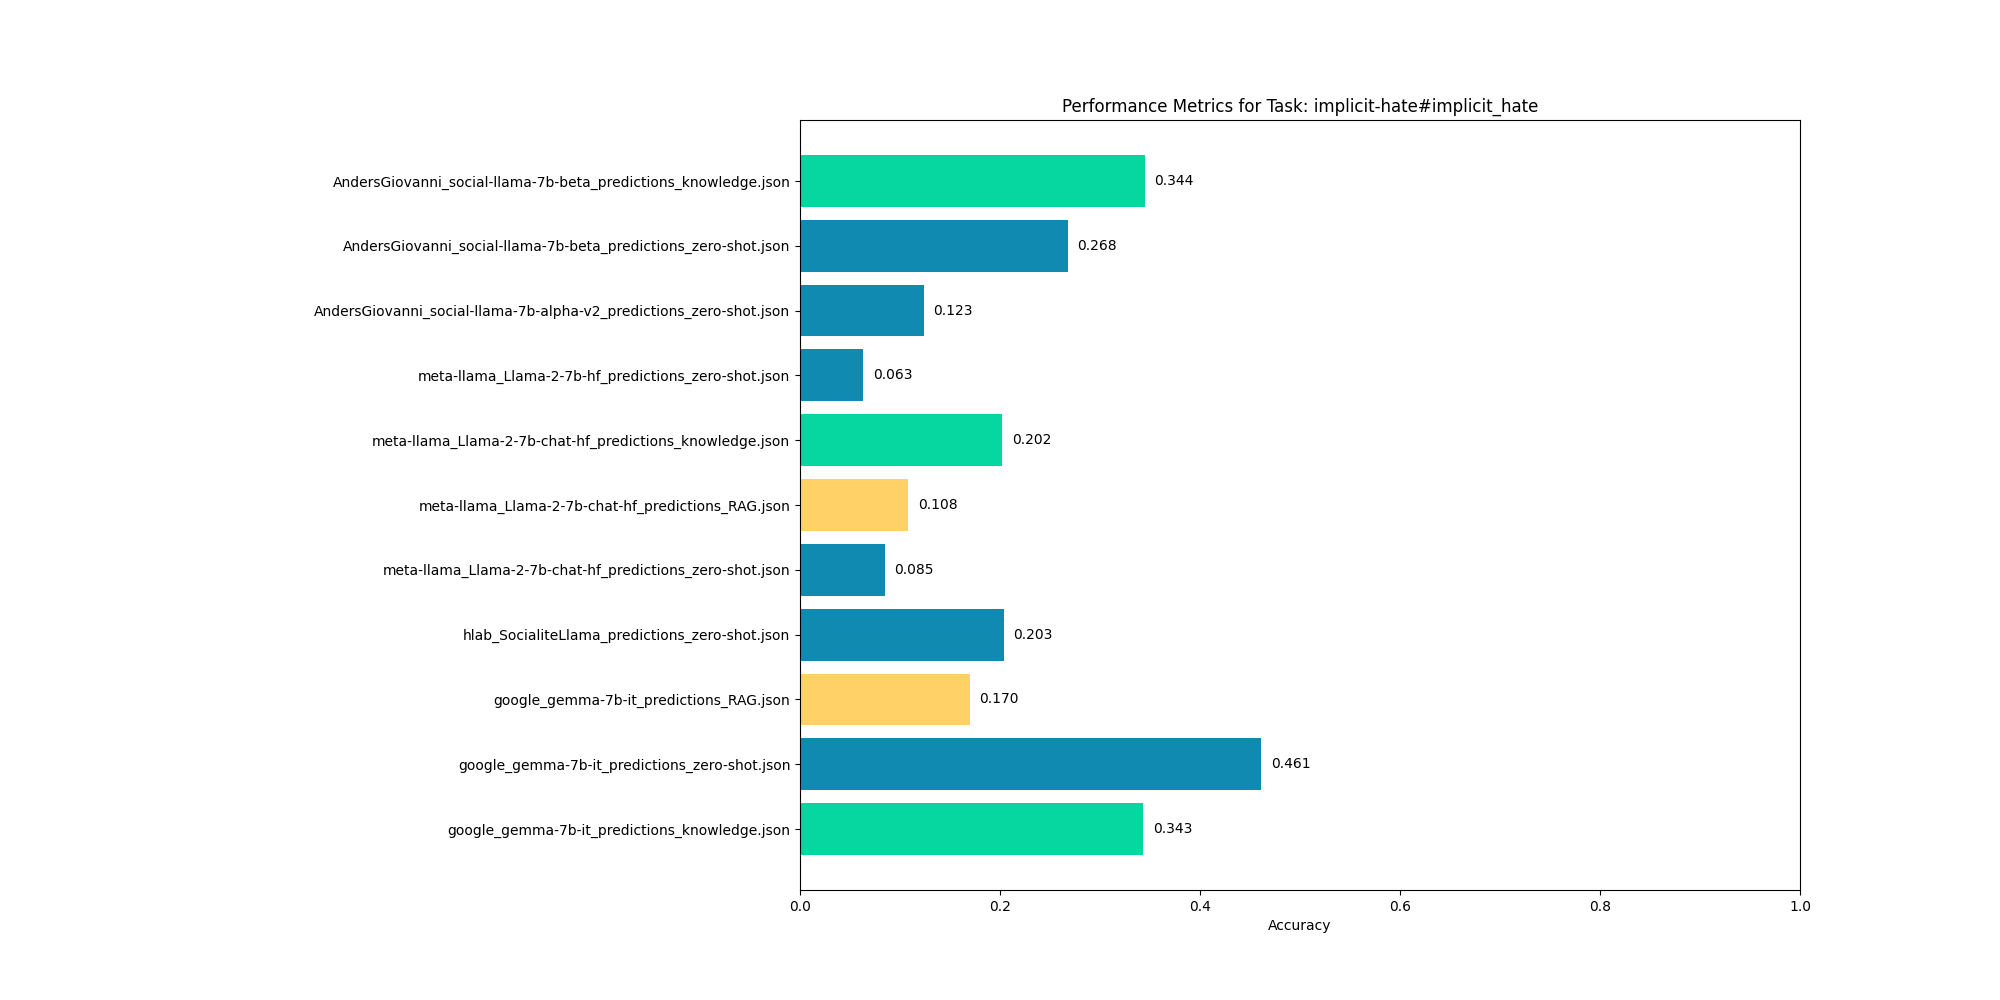 Performance Metrics for Task: implicit-hate#implicit_hate
AndersGiovanni_social-llama-7b-beta_predictions_knowledge.json
0.344
AndersGiovanni_social-llama-7b-beta_predictions_zero-shot.json
0.268
AndersGiovanni_social-llama-7b-alpha-v2_predictions_zero-shot.json
0.123
meta-llama_Llama-2-7b-hf_predictions_zero-shot.json
0.063
meta-llama_Llama-2-7b-chat-hf_predictions_knowledge.json
0.202
meta-llama_Llama-2-7b-chat-hf_predictions_RAG.json
0.108
meta-llama_Llama-2-7b-chat-hf_predictions_zero-shot.json
0.085
hlab_SocialiteLlama_predictions_zero-shot.json
0.203
google_gemma-7b-it_predictions_RAG.json
0.170
google_gemma-7b-it_predictions_zero-shot.json
0.461
google_gemma-7b-it_predictions_knowledge.json
0.343
0.0 0.2 0.4 0.6 0.8 1.0
Accuracy